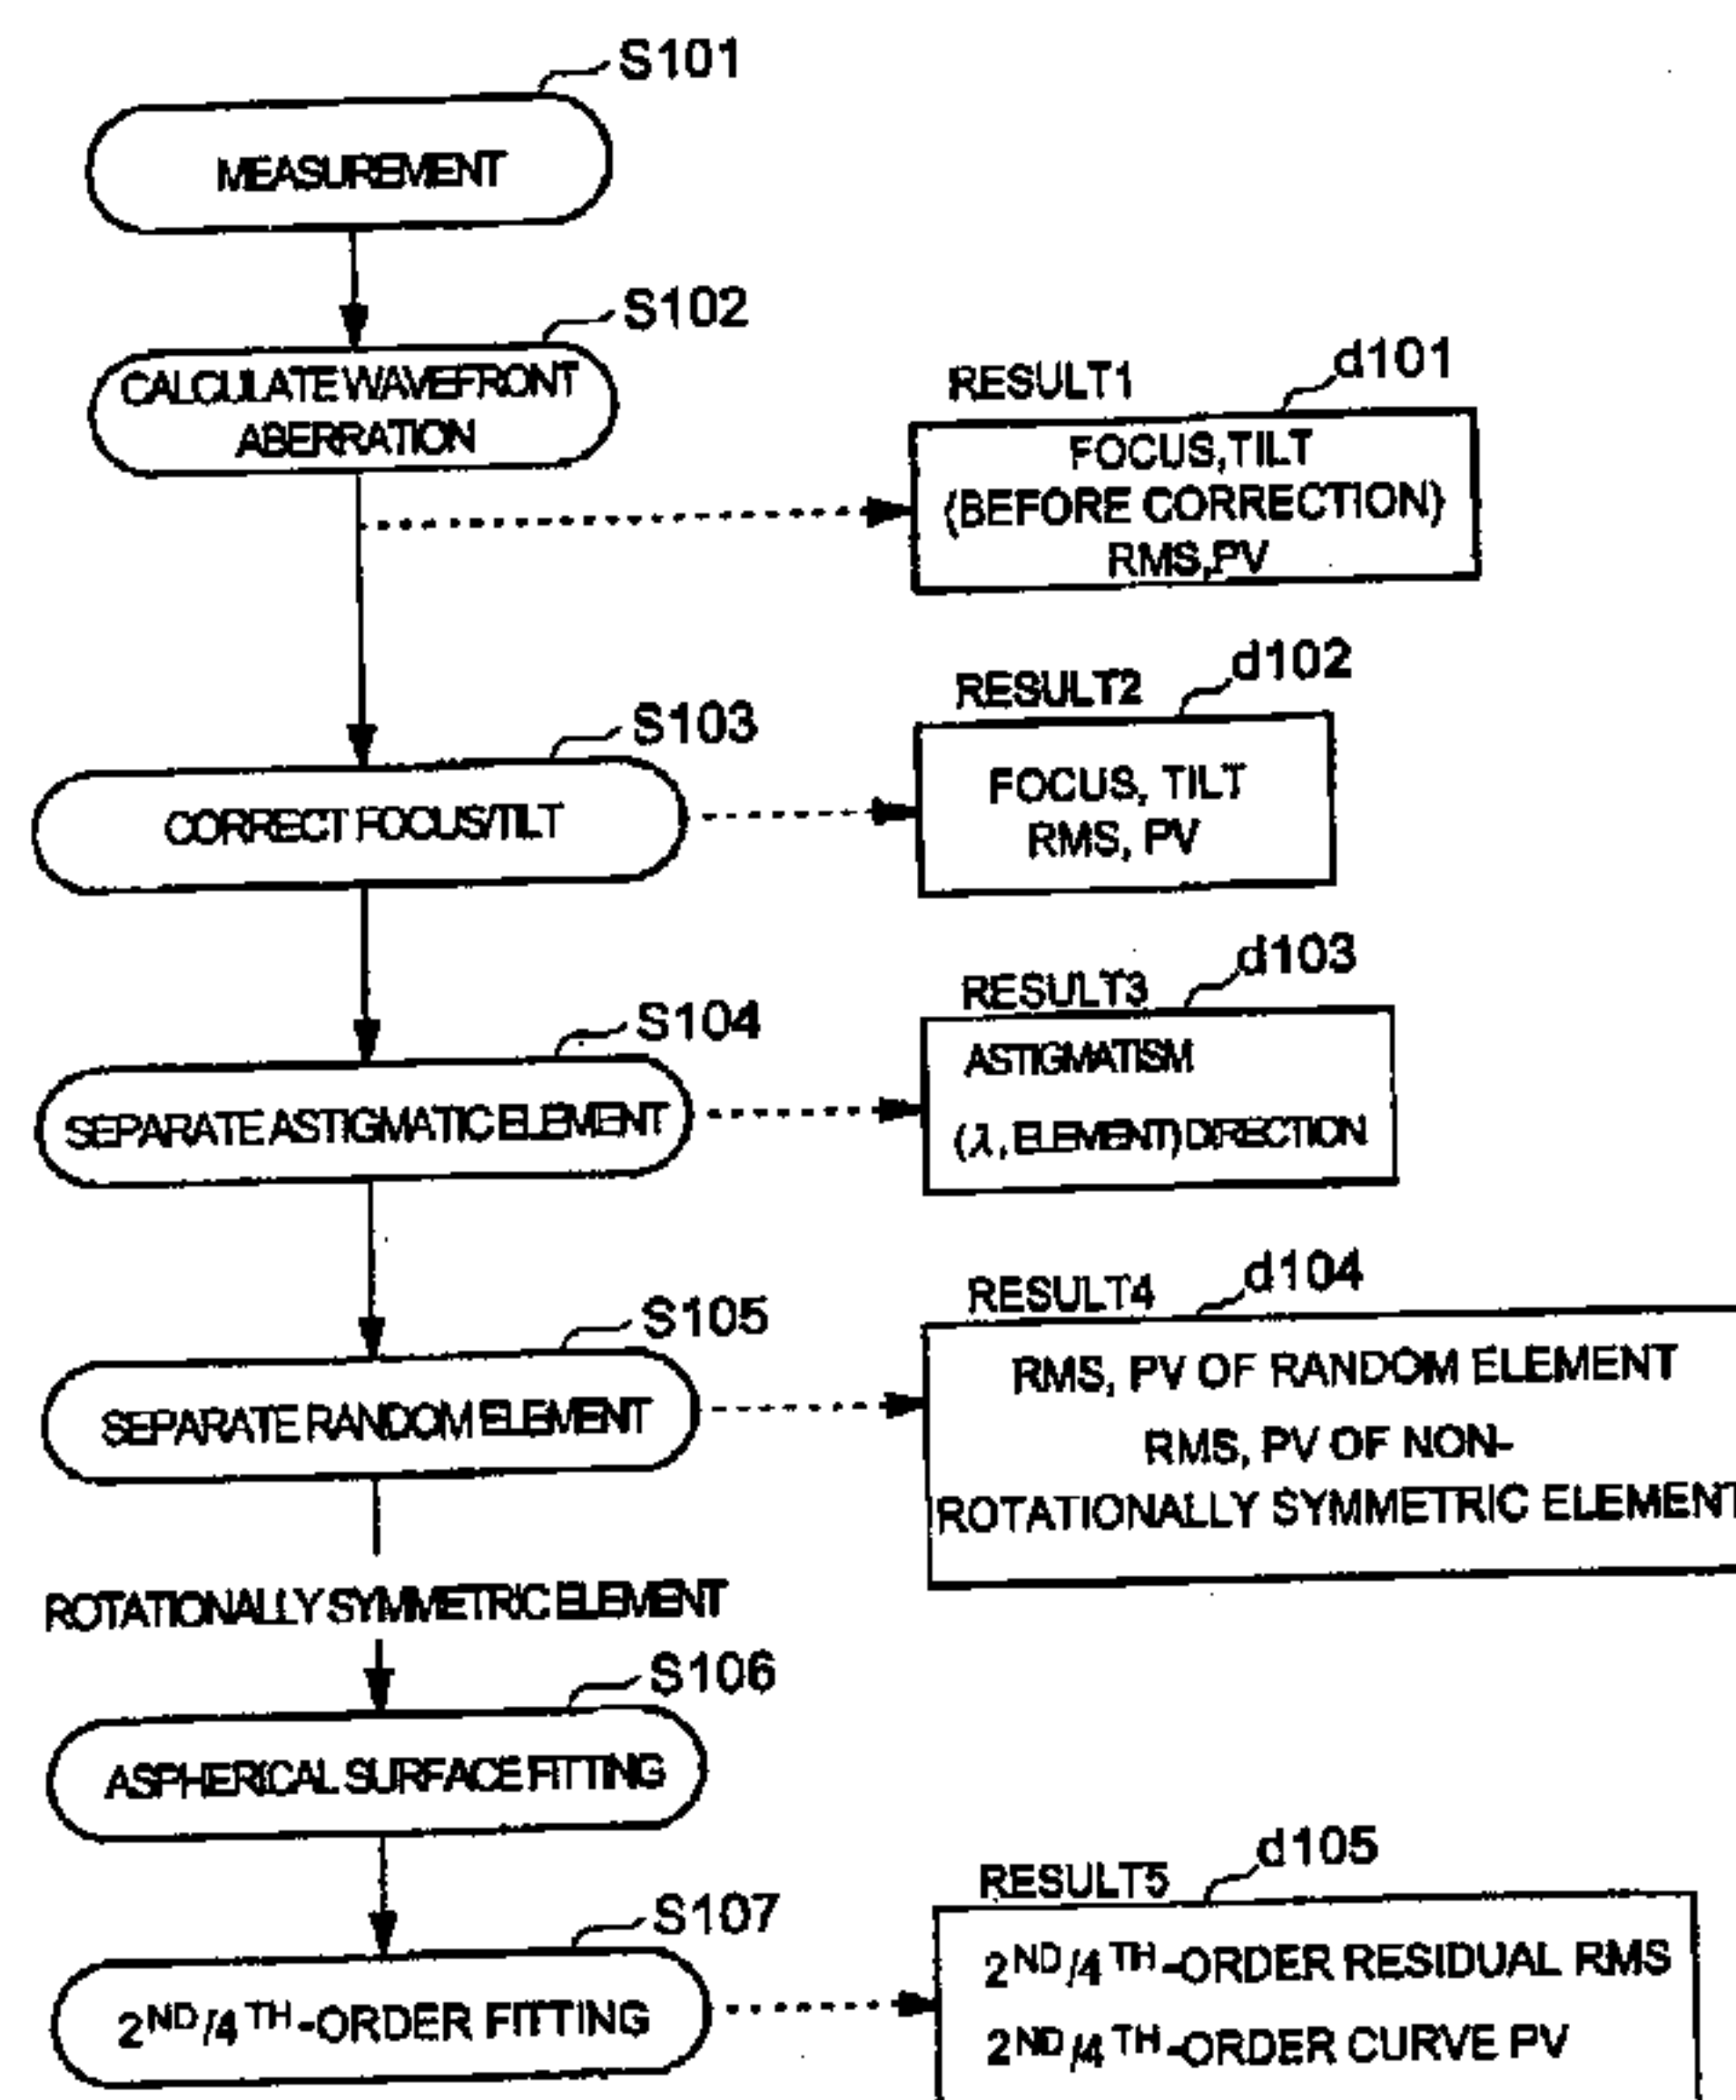 S101
MEASUREMENT
S102
CALCULATE WAVEFRONT
ABERRATION
RESULT1
d101
FOCUS,TILT
(BEFORE CORRECTION)
RMS,PV
S103
CORRECT FOCUS/TILT
RESULT2
d102
FOCUS, TILT
RMS, PV
S104
SEPARATE ASTIGMATIC ELEMENT
RESULT3
d103
ASTIGMATISM
(λ, ELEMENT) DIRECTION
S105
SEPARATE RANDOM ELEMENT
RESULT4
d104
RMS, PV OF RANDOM ELEMENT
RMS, PV OF NON-
ROTATIONALLY SYMMETRIC ELEMENT
ROTATIONALLY SYMMETRIC ELEMENT
S106
ASPHERICAL SURFACE FITTING
S107
2ND/4TH-ORDER FITTING
RESULT5
d105
2ND/4TH-ORDER RESIDUAL RMS
2ND/4TH-ORDER CURVE PV